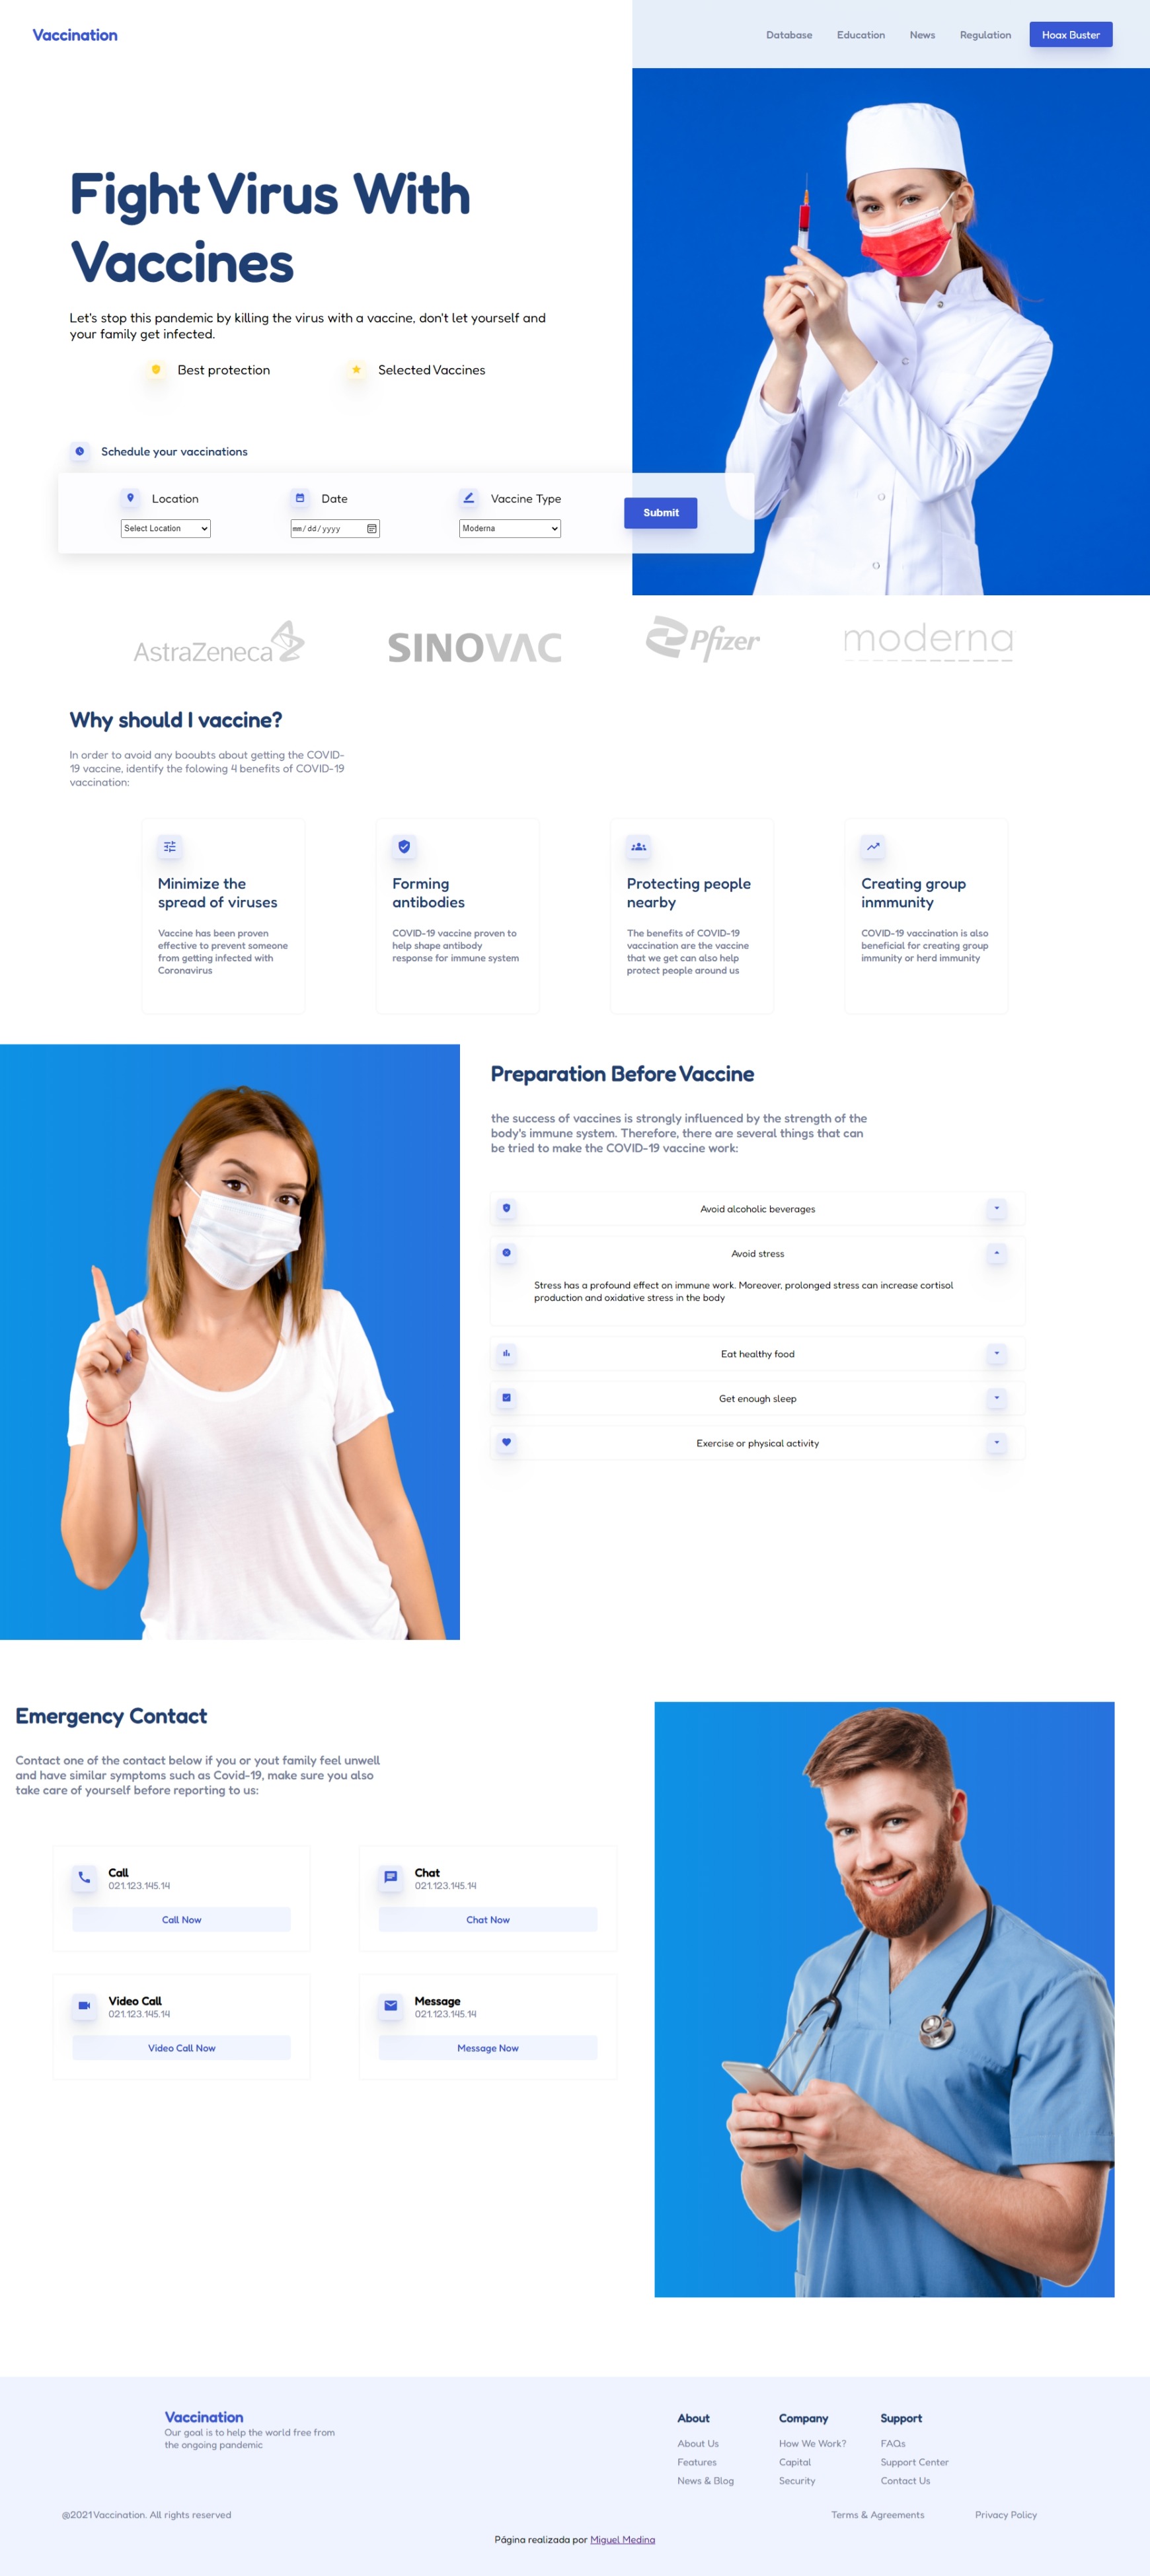 Vaccination
Database Education News Regulation Hoax Buster
Fight Virus With
Vaccines
Let's stop this pandemic by killing the virus with a vaccine, don't let yourself and
your family get infected.
Best protection Selected Vaccines
Schedule your vaccinations
Location Date Vaccine Type
Submit
Select Location mm/dd/yyyy Moderna
AstraZeneca SINOVAC Pfizer moderna
Why should I vaccine?
In order to avoid any booubts about getting the COVID-
19 vaccine, identify the folowing 4 benefits of COVID-19
vaccination:
Minimize the
spread of viruses
Vaccine has been proven
effective to prevent someone
from getting infected with
Coronavirus
Forming
antibodies
COVID-19 vaccine proven to
help shape antibody
response for immune system
Protecting people
nearby
The benefits of COVID-19
vaccination are the vaccine
that we get can also help
protect people around us
Creating group
inmmunity
COVID-19 vaccination is also
beneficial for creating group
immunity or herd immunity
Preparation Before Vaccine
the success of vaccines is strongly influenced by the strength of the
body's immune system. Therefore, there are several things that can
be tried to make the COVID-19 vaccine work:
Avoid alcoholic beverages
Avoid stress
Stress has a profound effect on immune work. Moreover, prolonged stress can increase cortisol
production and oxidative stress in the body
Eat healthy food
Get enough sleep
Exercise or physical activity
Emergency Contact
Contact one of the contact below if you or yout family feel unwell
and have similar symptoms such as Covid-19, make sure you also
take care of yourself before reporting to us:
Call
021.123.145.14
Call Now
Chat
021.123.145.14
Chat Now
Video Call
021.123.145.14
Video Call Now
Message
021.123.145.14
Message Now
Vaccination
Our goal is to help the world free from
the ongoing pandemic
About
About Us
Features
News & Blog
Company
How We Work?
Capital
Security
Support
FAQs
Support Center
Contact Us
@2021 Vaccination. All rights reserved
Terms & Agreements Privacy Policy
Página realizada por Miguel Medina